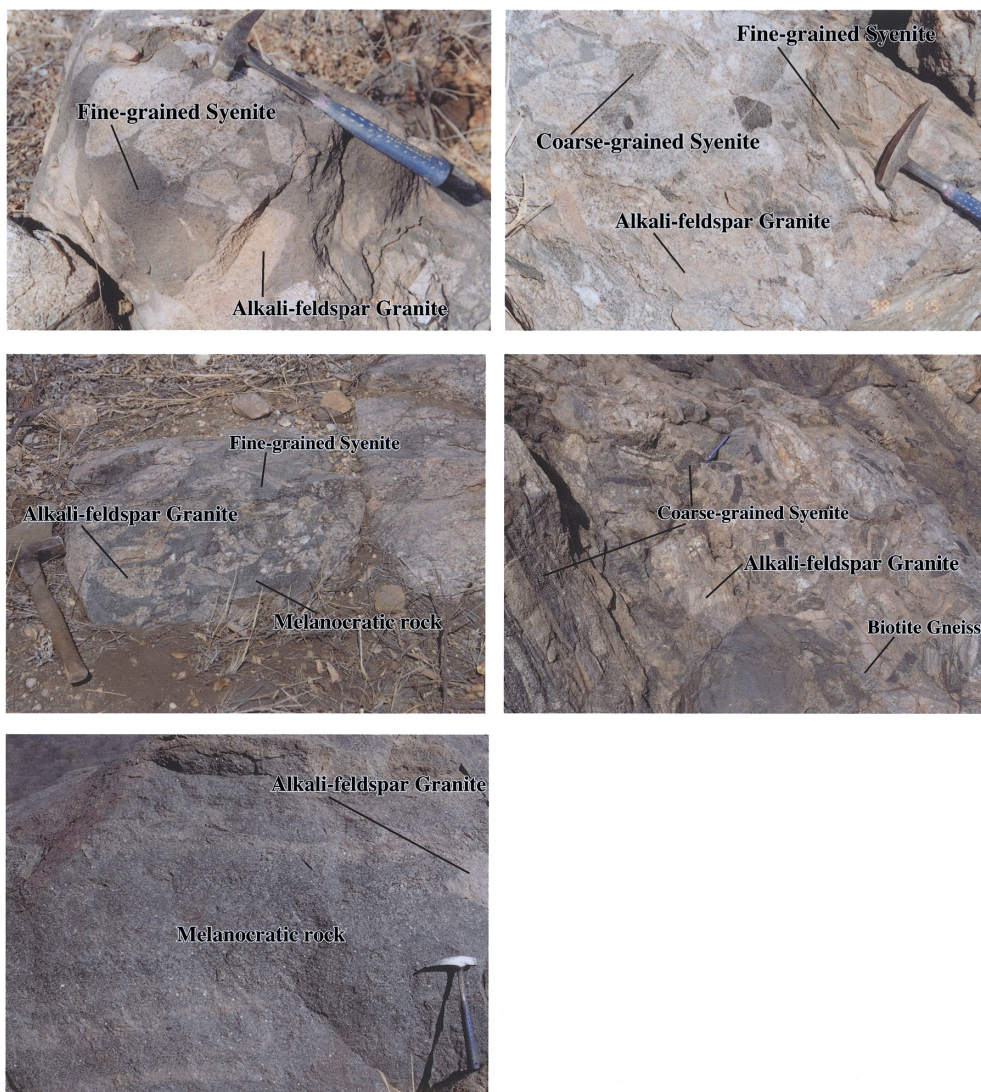 Fine-grained Syenite
Alkali-feldspar Granite
Fine-grained Syenite
Coarse-grained Syenite
Alkali-feldspar Granite
Fine-grained Syenite
Alkali-feldspar Granite
Melanocratic rock
Coarse-grained Syenite
Alkali-feldspar Granite
Biotite Gneiss
Alkali-feldspar Granite
Melanocratic rock